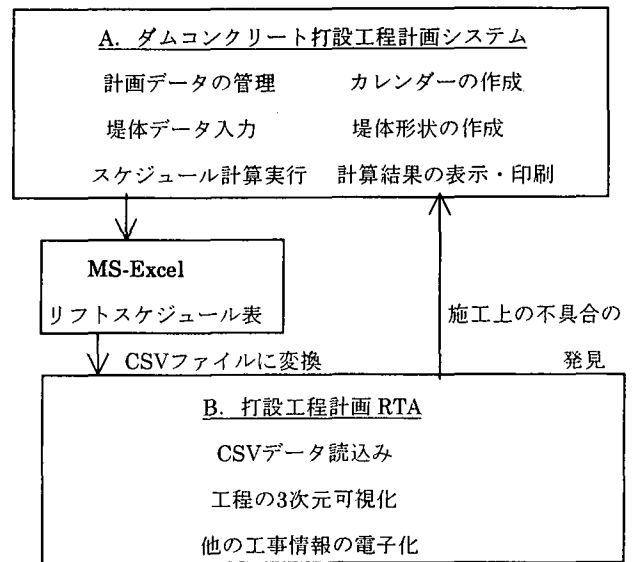 A. ダムコンクリート打設工程計画システム
計画データの管理 カレンダーの作成
堤体データ入力 堤体形状の作成
スケジュール計算実行 計算結果の表示・印刷
MS-Excel
リフトスケジュール表
施工上の不具合の
発見
CSVファイルに変換
B. 打設工程計画 RTA
CSVデータ読込み
工程の3次元可視化
他の工事情報の電子化